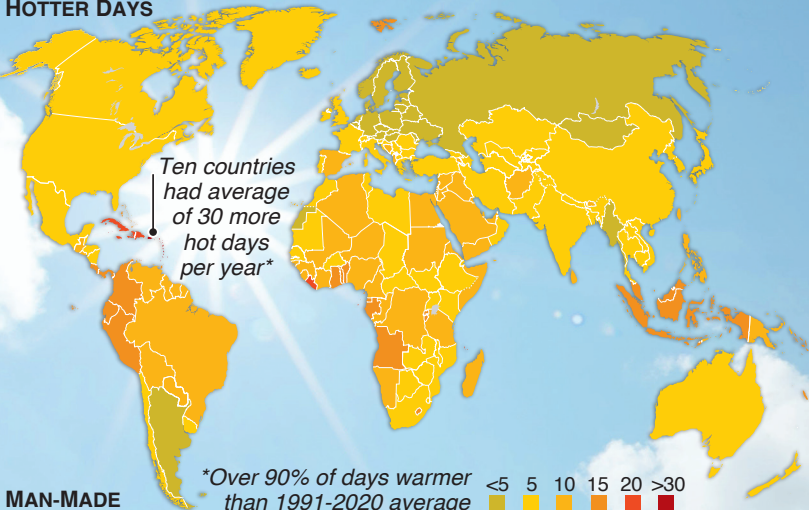 HOTTER DAYS
Ten countries
had average
of 30 more
hot days
per year*
*Over 90% of days warmer
than 1991-2020 average
<5 5 10 15 20 >30
MAN-MADE